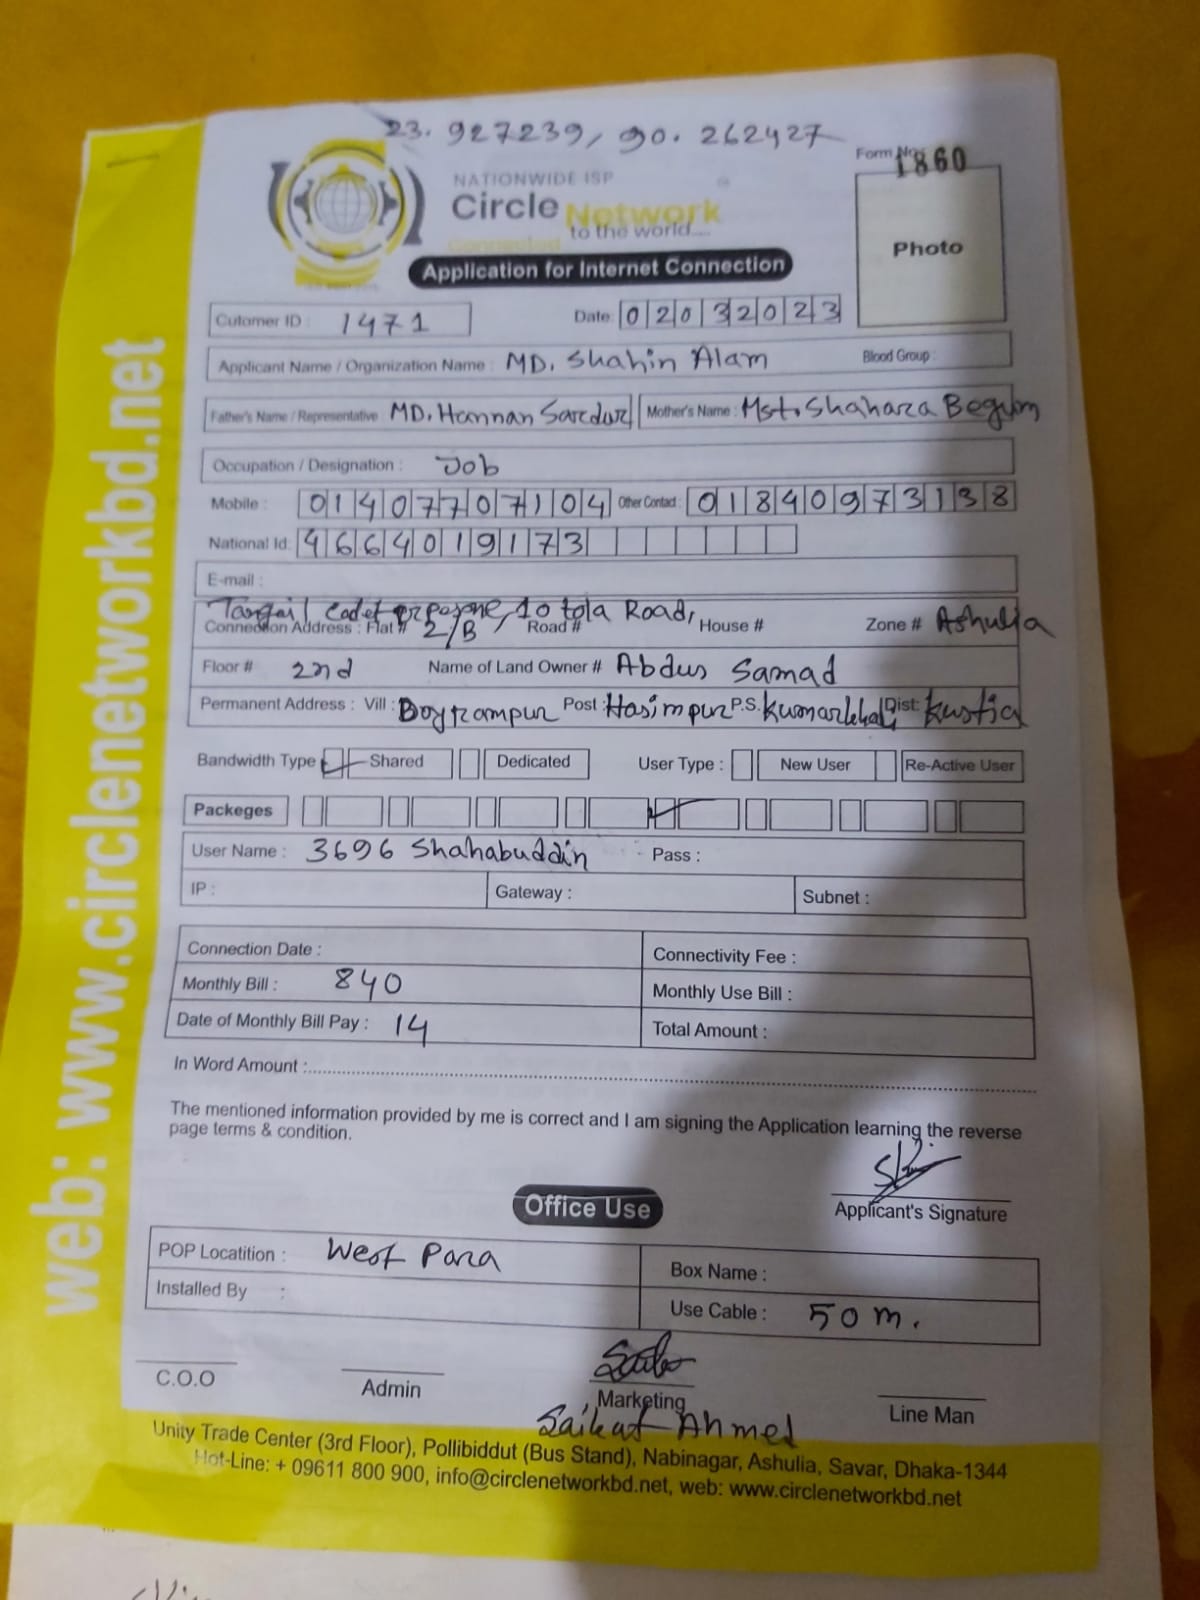 23.927239, 90.262427
Form No. 1860
NATIONWIDE ISP
Circle Network
Connected to the world....
Photo
Application for Internet Connection
Cutomer ID : 1471 Date: 02032023
Applicant Name / Organization Name : MD. Shahin Alam Blood Group :
Father's Name / Representative MD. Hannan Sardar Mother's Name : Mst. Shahara Begum
Occupation / Designation : Job
Mobile : 01407707104 Other Contact : 01840973138
National Id: 4664019173
E-mail :
Tangail cadet 10 tola Road,
Connection Address : Flat # 2/B Road # House # Zone # Ashulia
Floor # 2nd Name of Land Owner # Abdus Samad
Permanent Address : Vill : Boyrampur Post : Hasimpur P.S. Kumarkhali Dist: Kustia
Bandwidth Type Shared Dedicated User Type : New User Re-Active User
Packeges
User Name : 3696 Shahabuddin Pass :
IP : Gateway : Subnet :
Connection Date : Connectivity Fee :
Monthly Bill : 840 Monthly Use Bill :
Date of Monthly Bill Pay : 14 Total Amount :
In Word Amount :
The mentioned information provided by me is correct and I am signing the Application learning the reverse
page terms & condition.
Applicant's Signature
Office Use
POP Locatition : West Para Box Name :
Installed By : Use Cable : 50 m.
C.O.O Admin Marketing Line Man
Saikat Ahmed
Unity Trade Center (3rd Floor), Pollibiddut (Bus Stand), Nabinagar, Ashulia, Savar, Dhaka-1344
Hot-Line: + 09611 800 900, info@circlenetworkbd.net, web: www.circlenetworkbd.net
web: www.circlenetworkbd.net